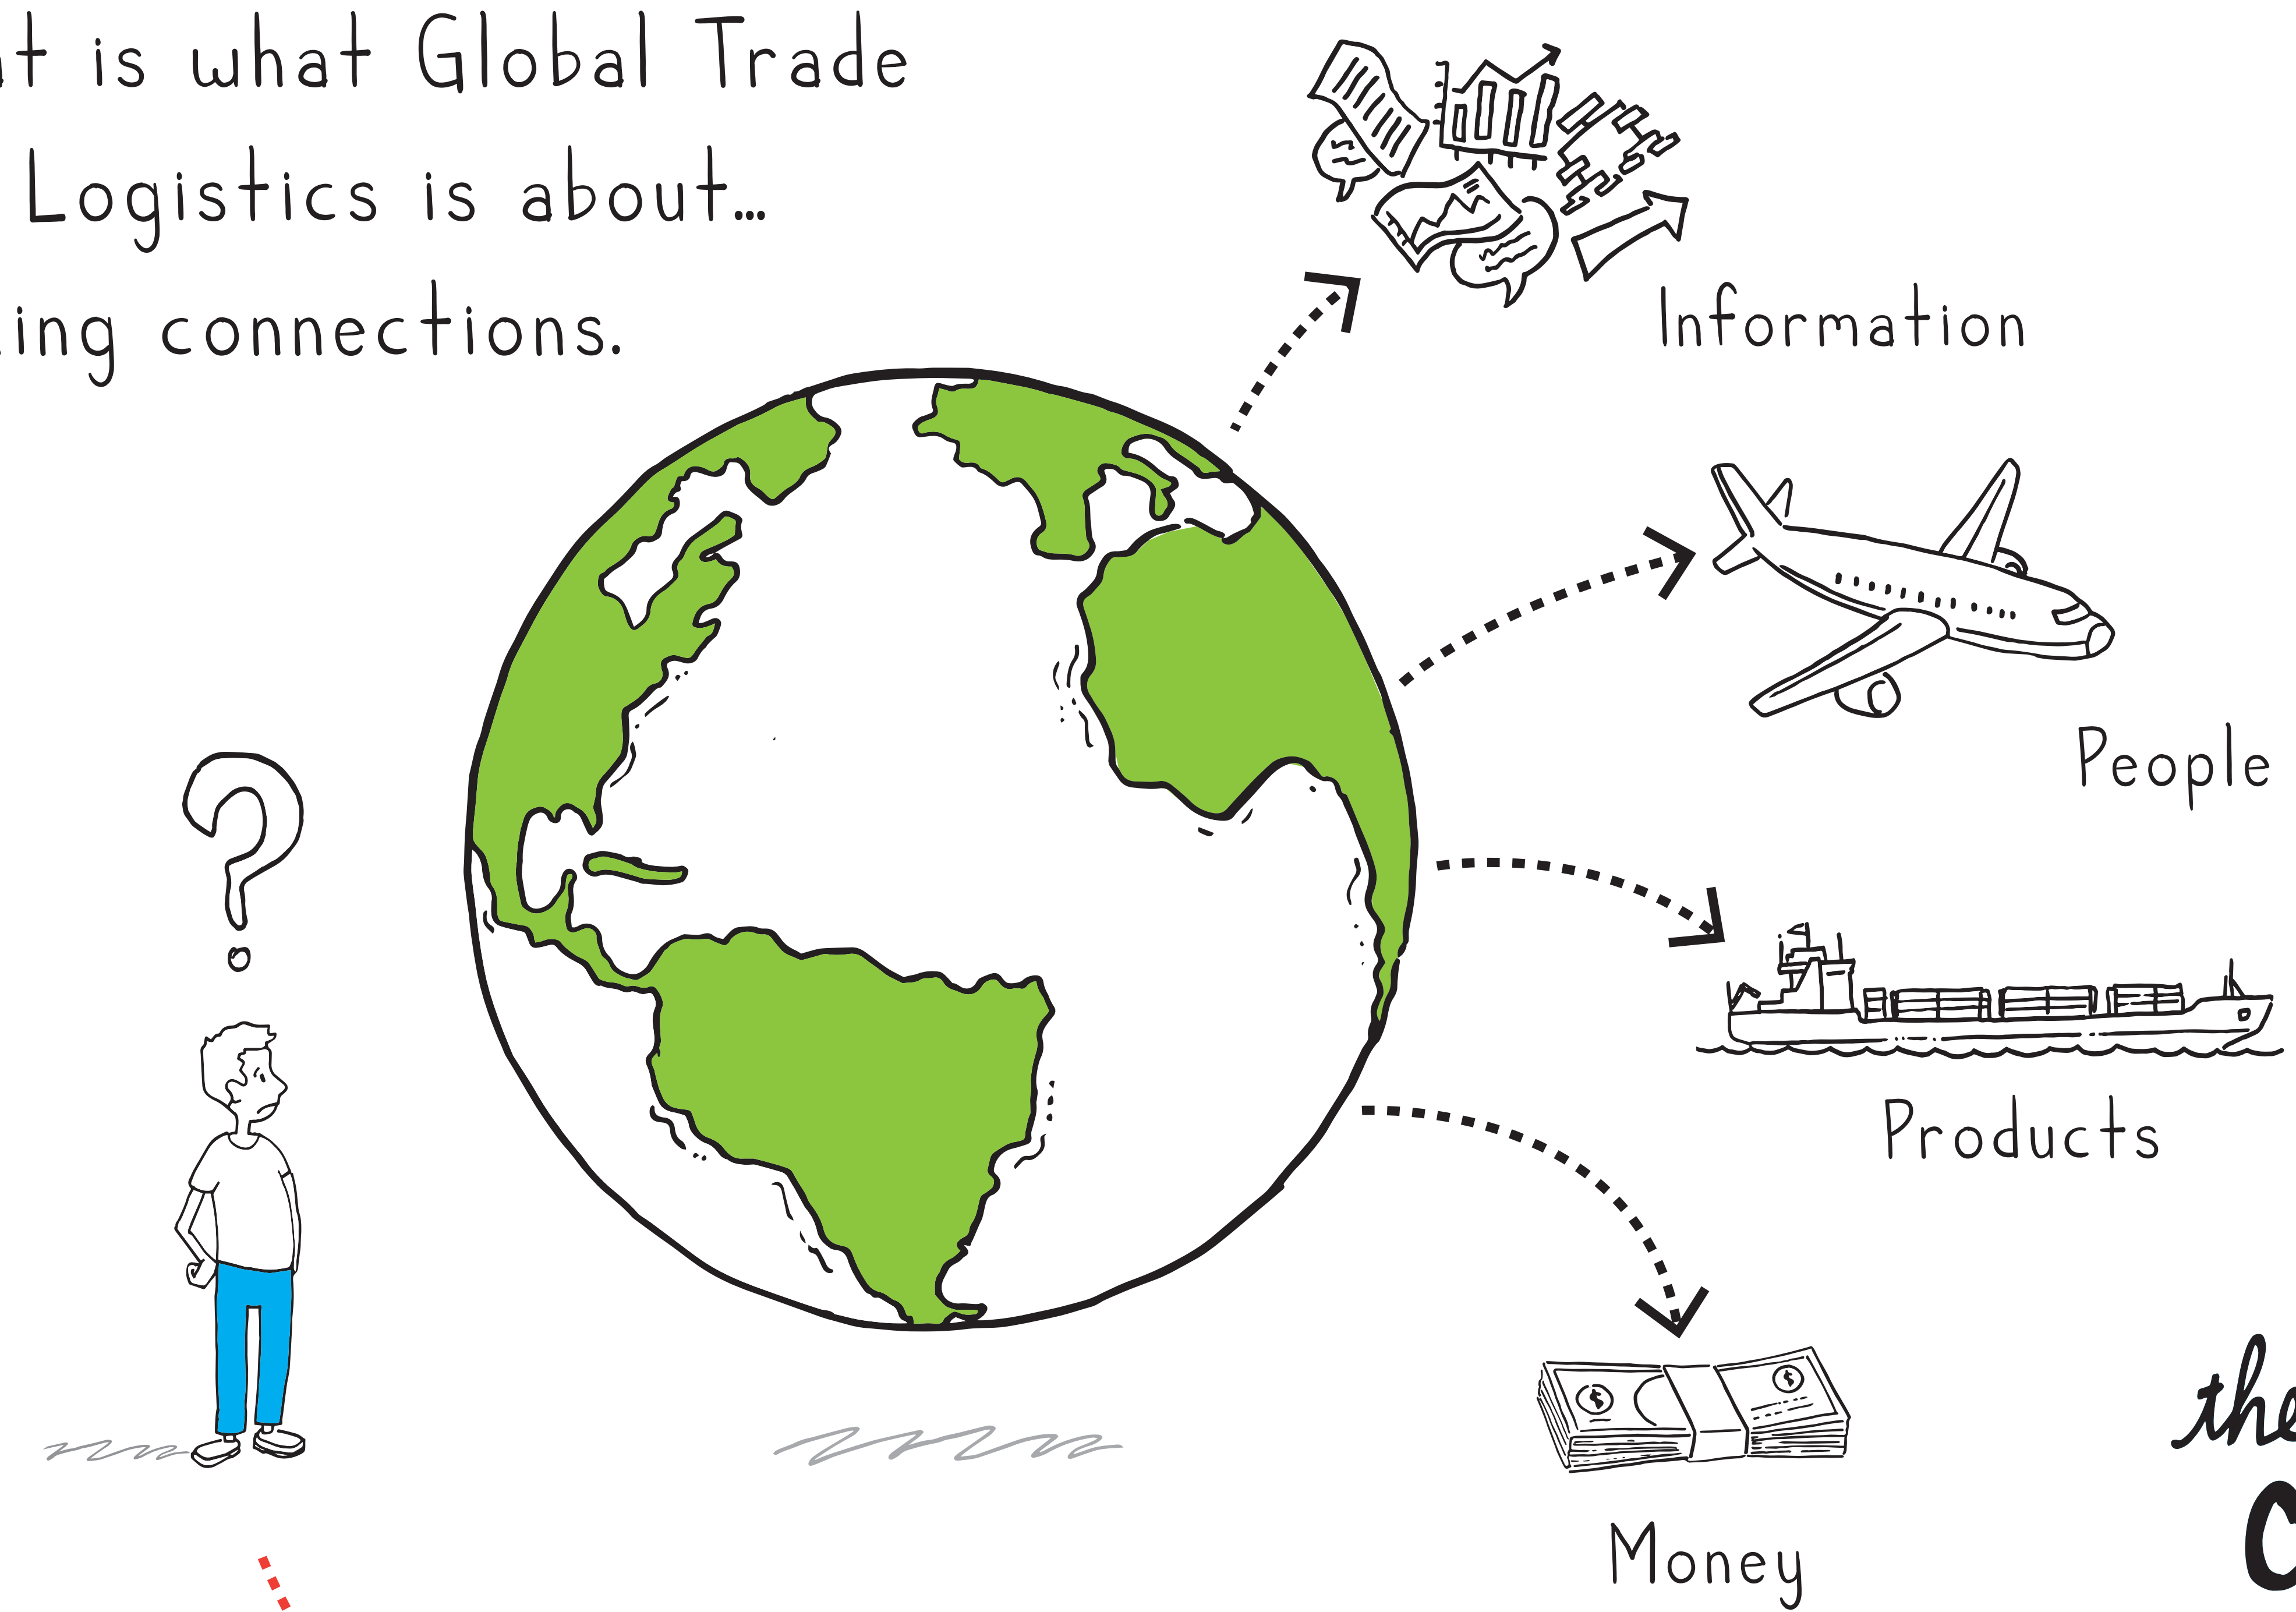 t is what Global Trade
Logistics is about...
ing connections.
Information
People
Products
$
$
Money
the
C